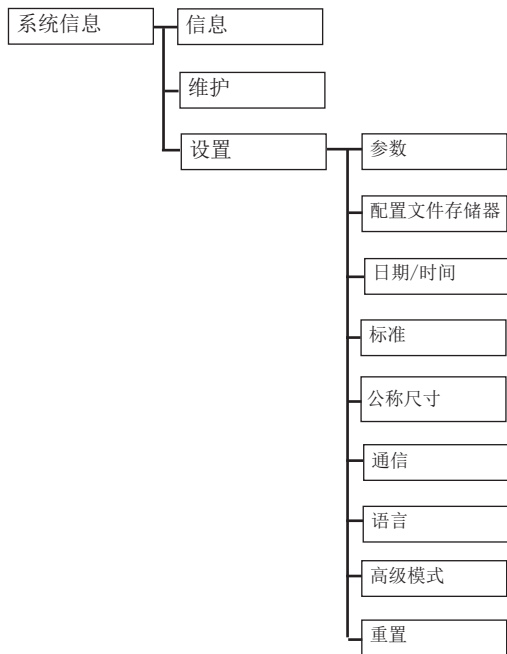 系统信息
信息
维护
设置
参数
配置文件存储器
日期/时间
标准
公称尺寸
通信
语言
高级模式
重置